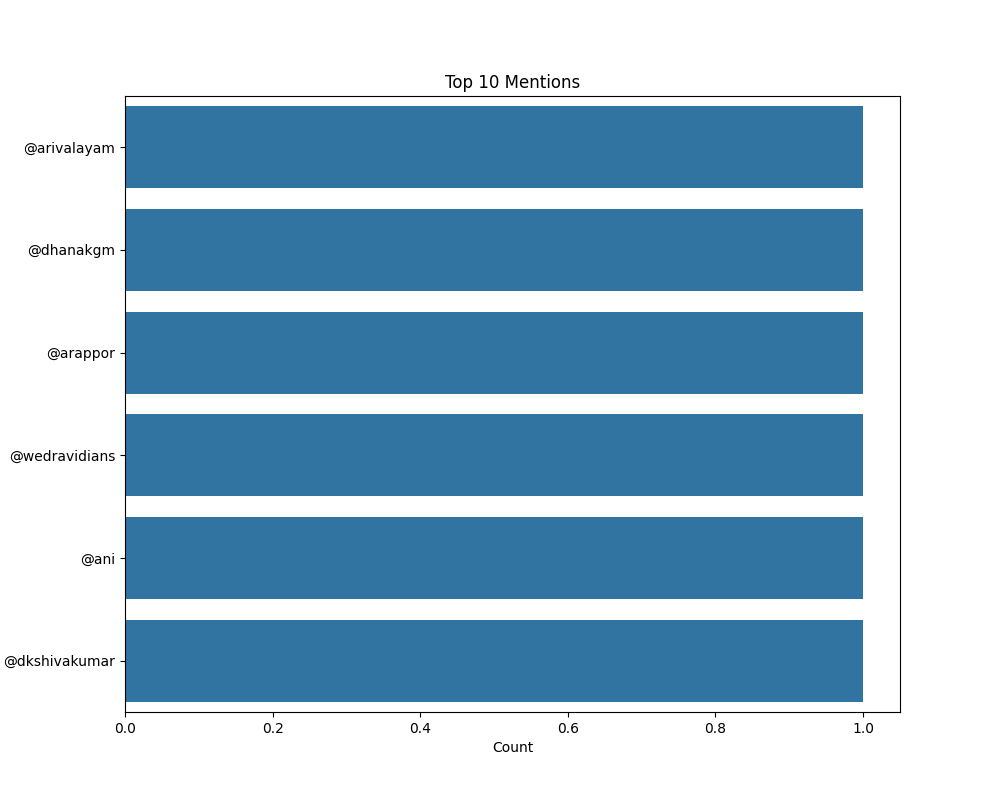 Top 10 Mentions
@arivalayam
@dhanakgm
@arappor
@wedravidians
@ani
@dkshivakumar
0.0 0.2 0.4 0.6 0.8 1.0
Count